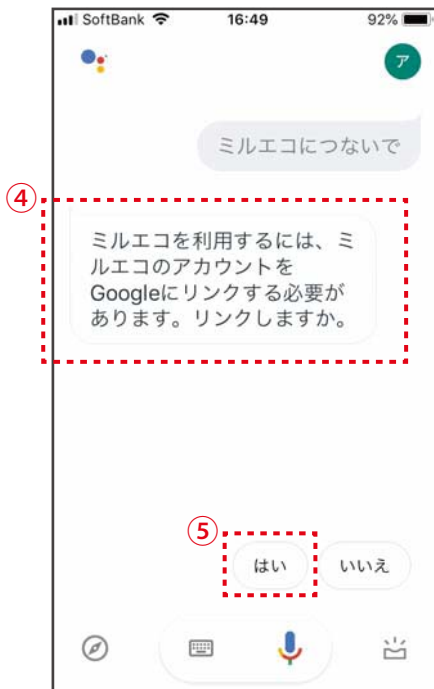 SoftBank 16:49 92%
ア
ミルエコにつないで
④
ミルエコを利用するには、ミ
ルエコのアカウントを
Googleにリンクする必要が
あります。リンクしますか。
⑤
はい いいえ